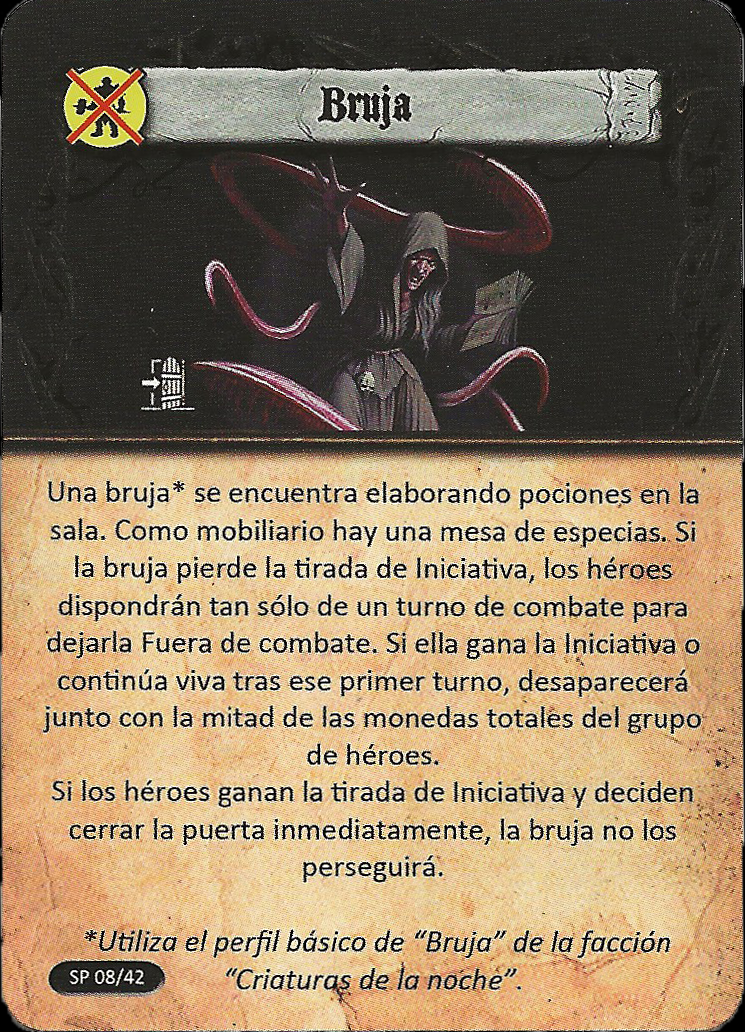 Bruja
Una bruja* se encuentra elaborando pociones en la
sala. Como mobiliario hay una mesa de especias. Si
la bruja pierde la tirada de Iniciativa, los héroes
dispondrán tan sólo de un turno de combate para
dejarla Fuera de combate. Si ella gana la Iniciativa o
continúa viva tras ese primer turno, desaparecerá
junto con la mitad de las monedas totales del grupo
de héroes.
Si los héroes ganan la tirada de Iniciativa y deciden
cerrar la puerta inmediatamente, la bruja no los
perseguirá.
*Utiliza el perfil básico de “Bruja” de la facción
“Criaturas de la noche”.
SP 08/42